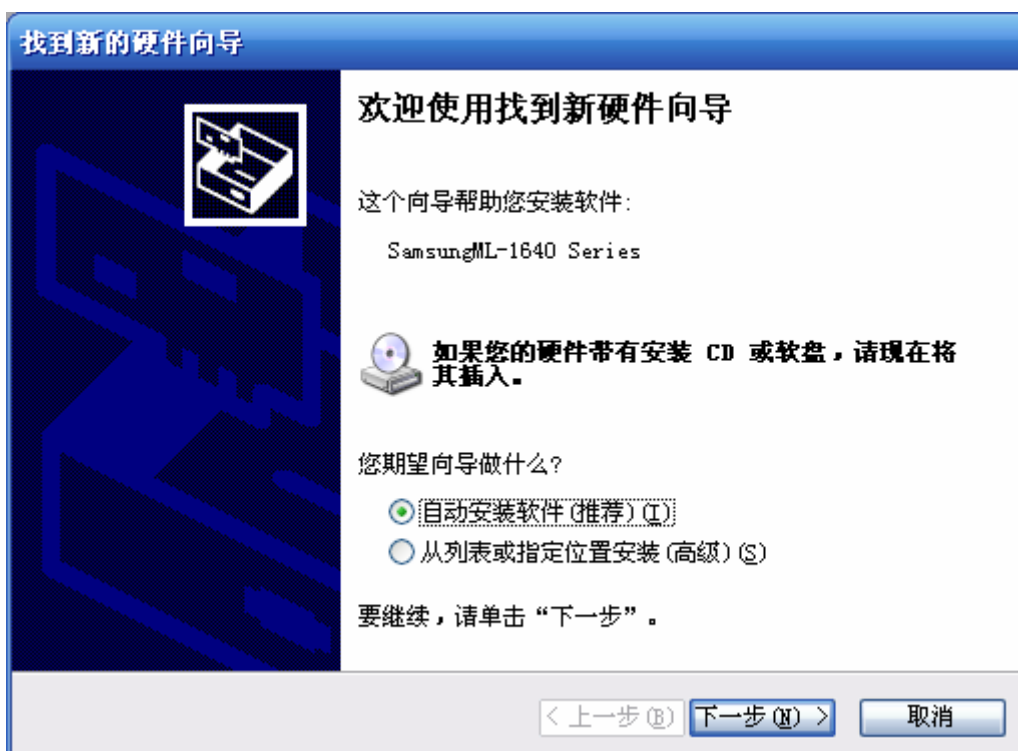 找到新的硬件向导
欢迎使用找到新硬件向导
这个向导帮助您安装软件:
SamsungML-1640 Series
如果您的硬件带有安装 CD 或软盘，请现在将
其插入。
您期望向导做什么?
自动安装软件(推荐)(I)
从列表或指定位置安装(高级)(S)
要继续，请单击“下一步”。
< 上一步(B) 下一步(N) > 取消